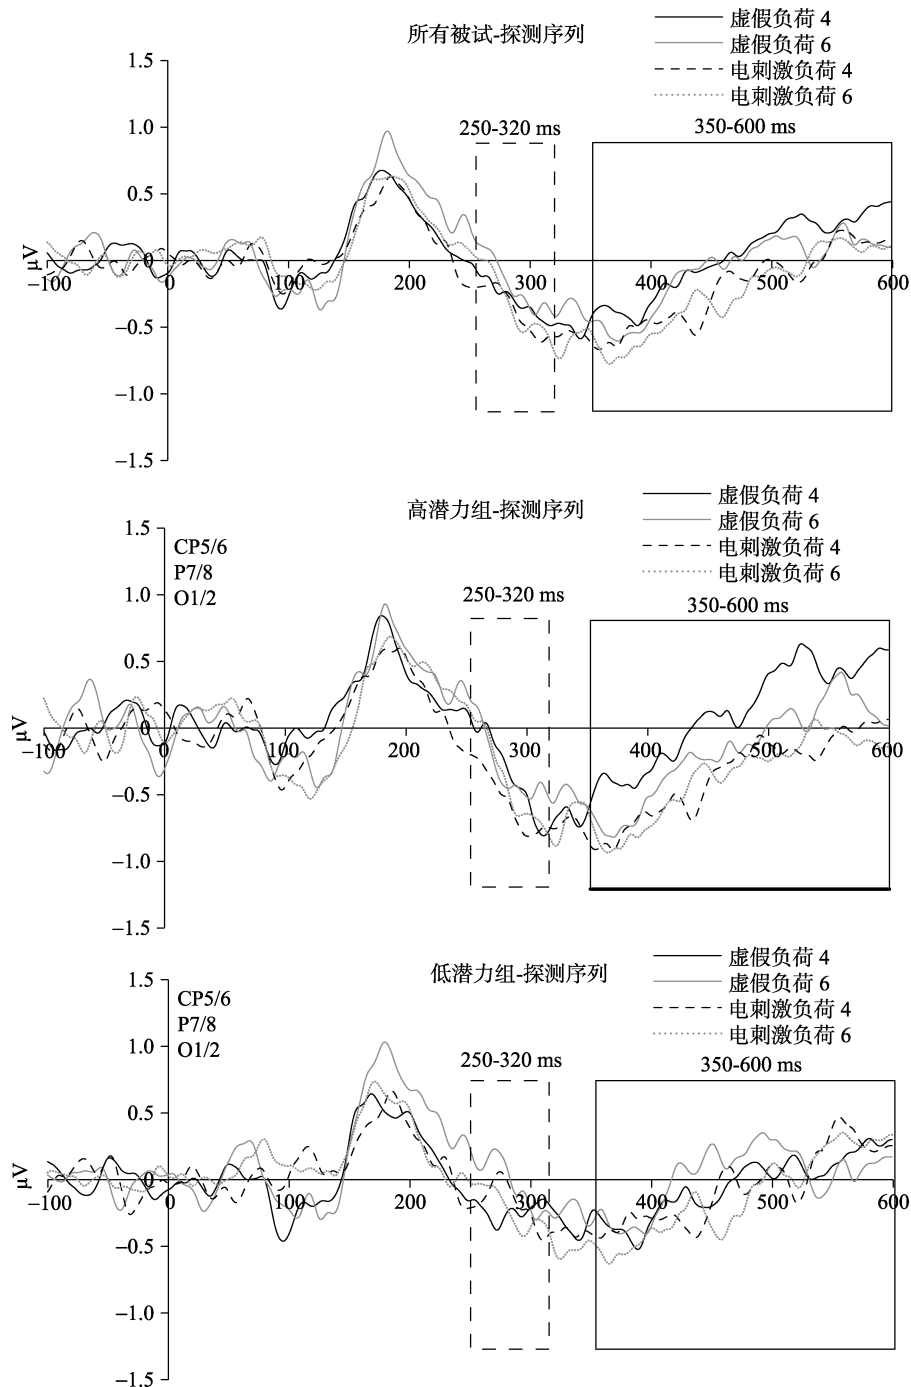 所有被试-探测序列
虚假负荷 4
虚假负荷 6
电刺激负荷 4
电刺激负荷 6
250-320 ms
350-600 ms
μV
1.5
1.0
0.5
0
−0.5
−1.0
−1.5
−100
100
200
300
400
500
600
高潜力组-探测序列
虚假负荷 4
虚假负荷 6
电刺激负荷 4
电刺激负荷 6
CP5/6
P7/8
O1/2
250-320 ms
350-600 ms
μV
1.5
1.0
0.5
0
−0.5
−1.0
−1.5
−100
0
100
200
300
400
500
600
低潜力组-探测序列
虚假负荷 4
虚假负荷 6
电刺激负荷 4
电刺激负荷 6
CP5/6
P7/8
O1/2
250-320 ms
350-600 ms
μV
1.5
1.0
0.5
0
−0.5
−1.0
−1.5
−100
0
100
200
300
400
500
600